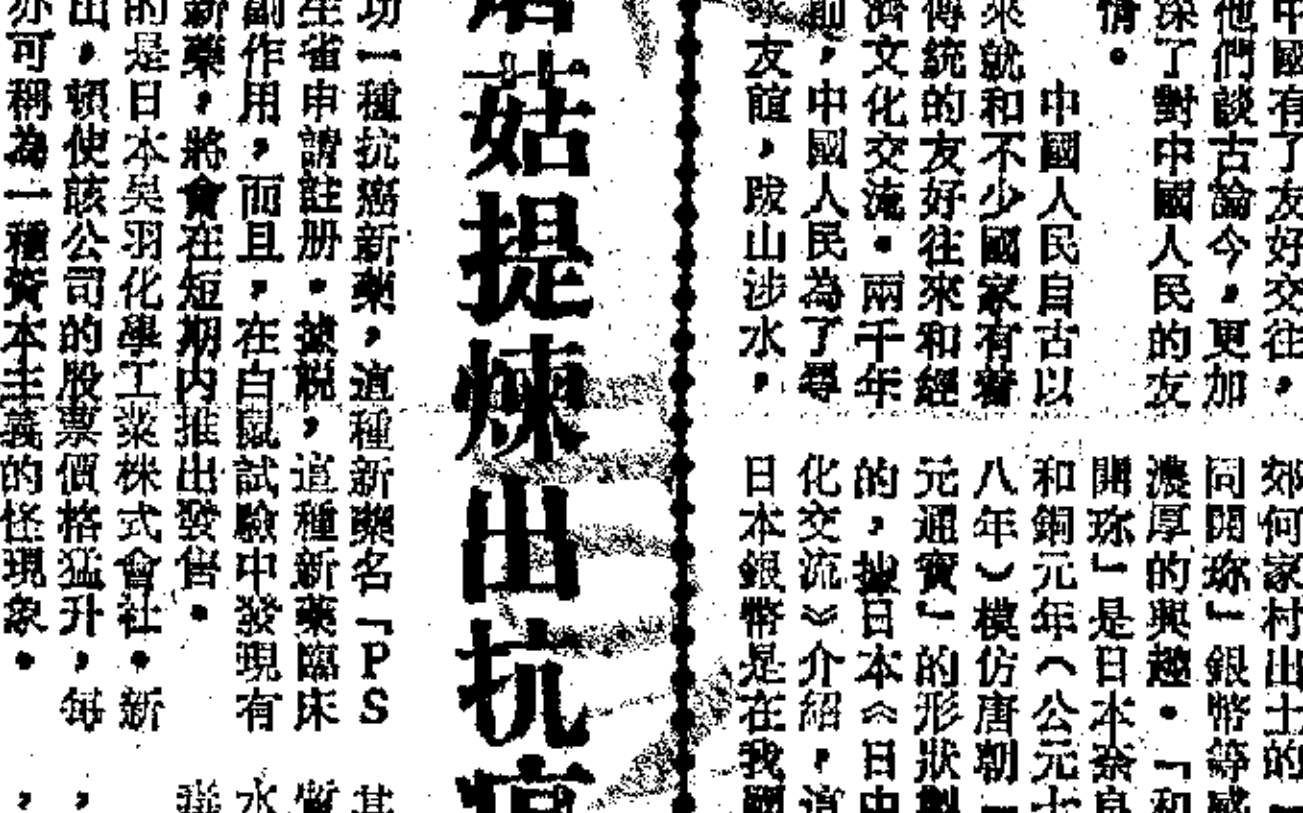 中國有了友好交往，
他們談古論今，更加
深了對中國人民的友
情。
中國人民自古以
來就和不少國家有着
傳統的友好往來和經
濟文化交流。兩千年
前，中國人民為了尋
求友誼，跋山涉水，
郊何家村出土的「
同開珎」銀幣等感
濃厚的興趣。「和
開珎」是日本奈良
和銅元年（公元七
八年）模仿唐朝「
元通寶」的形狀製
的，據日本《日中
化交流》介紹，這
日本銀幣是在我國
菇提煉出抗癌
功一種抗癌新藥，這種新藥名「PS
生省申請註册。據說，這種新藥臨床
副作用，而且，在白鼠試驗中發現有
新藥，將會在短期内推出發售。
的是日本吳羽化學工業株式會社。新
出，頓使該公司的股票價格猛升，每
亦可稱為一種資本主義的怪現象。
其
水